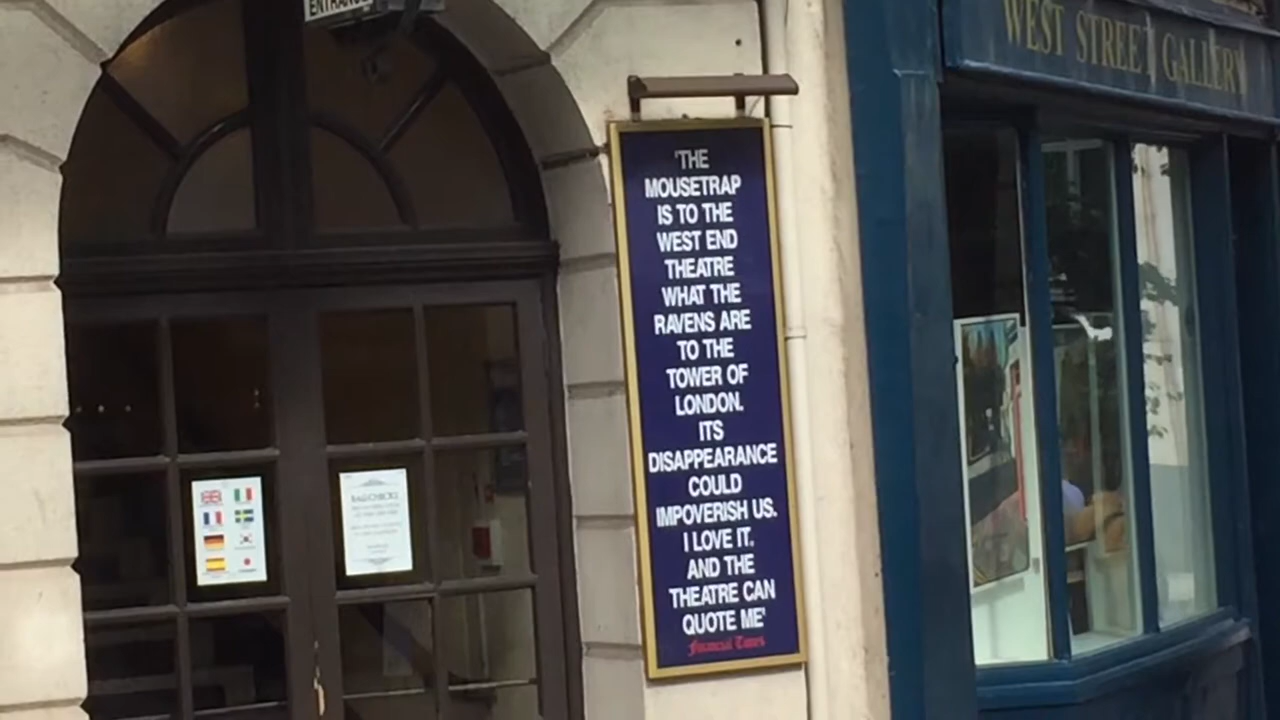 ENTRANCE
WEST STREET GALLERY
'THE
MOUSETRAP
IS TO THE
WEST END
THEATRE
WHAT THE
RAVENS ARE
TO THE
TOWER OF
LONDON.
ITS
DISAPPEARANCE
COULD
IMPOVERISH US.
I LOVE IT.
AND THE
THEATRE CAN
QUOTE ME'
Financial Times